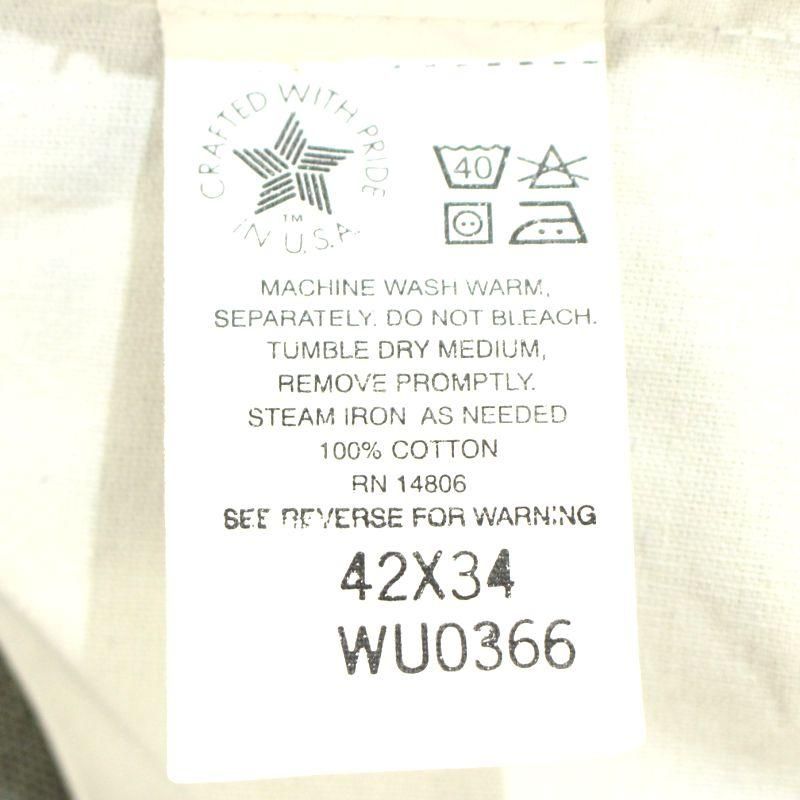 CRAFTED WITH PRIDE
TM
IN U.S.A.
40
MACHINE WASH WARM,
SEPARATELY. DO NOT BLEACH.
TUMBLE DRY MEDIUM,
REMOVE PROMPTLY.
STEAM IRON AS NEEDED
100% COTTON
RN 14806
SEE REVERSE FOR WARNING
42X34
WU0366